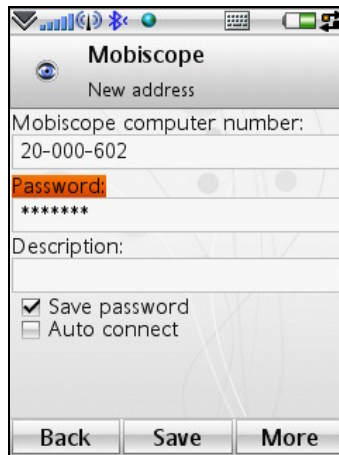 Mobiscope
New address
Mobiscope computer number:
20-000-602
Password:
*******
Description:
Save password
Auto connect
Back Save More